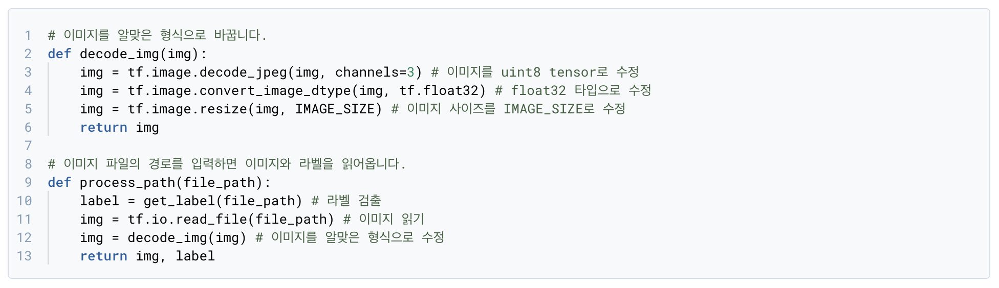 1 # 이미지를 알맞은 형식으로 바꿉니다.
2 def decode_img(img):
3     img = tf.image.decode_jpeg(img, channels=3) # 이미지를 uint8 tensor로 수정
4     img = tf.image.convert_image_dtype(img, tf.float32) # float32 타입으로 수정
5     img = tf.image.resize(img, IMAGE_SIZE) # 이미지 사이즈를 IMAGE_SIZE로 수정
6     return img
7
8 # 이미지 파일의 경로를 입력하면 이미지와 라벨을 읽어옵니다.
9 def process_path(file_path):
10     label = get_label(file_path) # 라벨 검출
11     img = tf.io.read_file(file_path) # 이미지 읽기
12     img = decode_img(img) # 이미지를 알맞은 형식으로 수정
13     return img, label